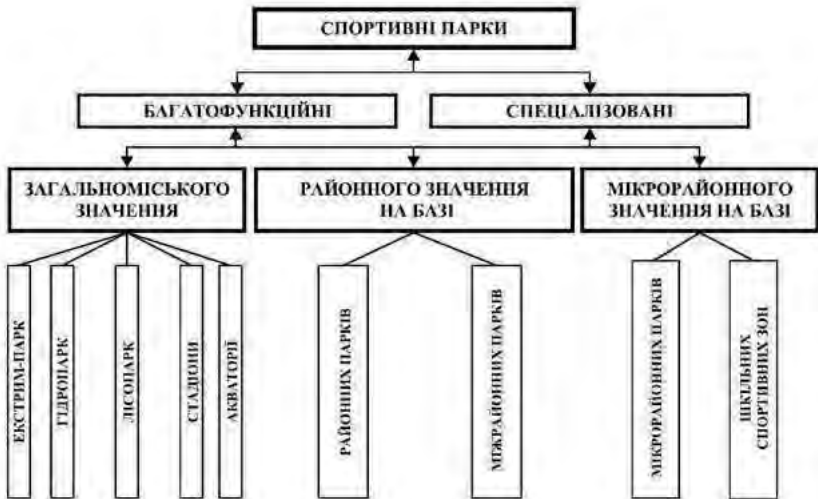 СПОРТИВНІ ПАРКИ
БАГАТОФУНКЦІЙНІ
СПЕЦІАЛІЗОВАНІ
ЗАГАЛЬНОМІСЬКОГО
ЗНАЧЕННЯ
РАЙОННОГО ЗНАЧЕННЯ
НА БАЗІ
МІКРОРАЙОННОГО
ЗНАЧЕННЯ НА БАЗІ
ЕКСТРИМ-ПАРК
ГІДРОПАРК
ЛІСОПАРК
СТАДІОНИ
АКВАТОРІЇ
РАЙОННИХ ПАРКІВ
МІЖРАЙОННИХ ПАРКІВ
МІКРОРАЙОННИХ ПАРКІВ
ШКІЛЬНИХ
СПОРТИВНИХ ЗОН